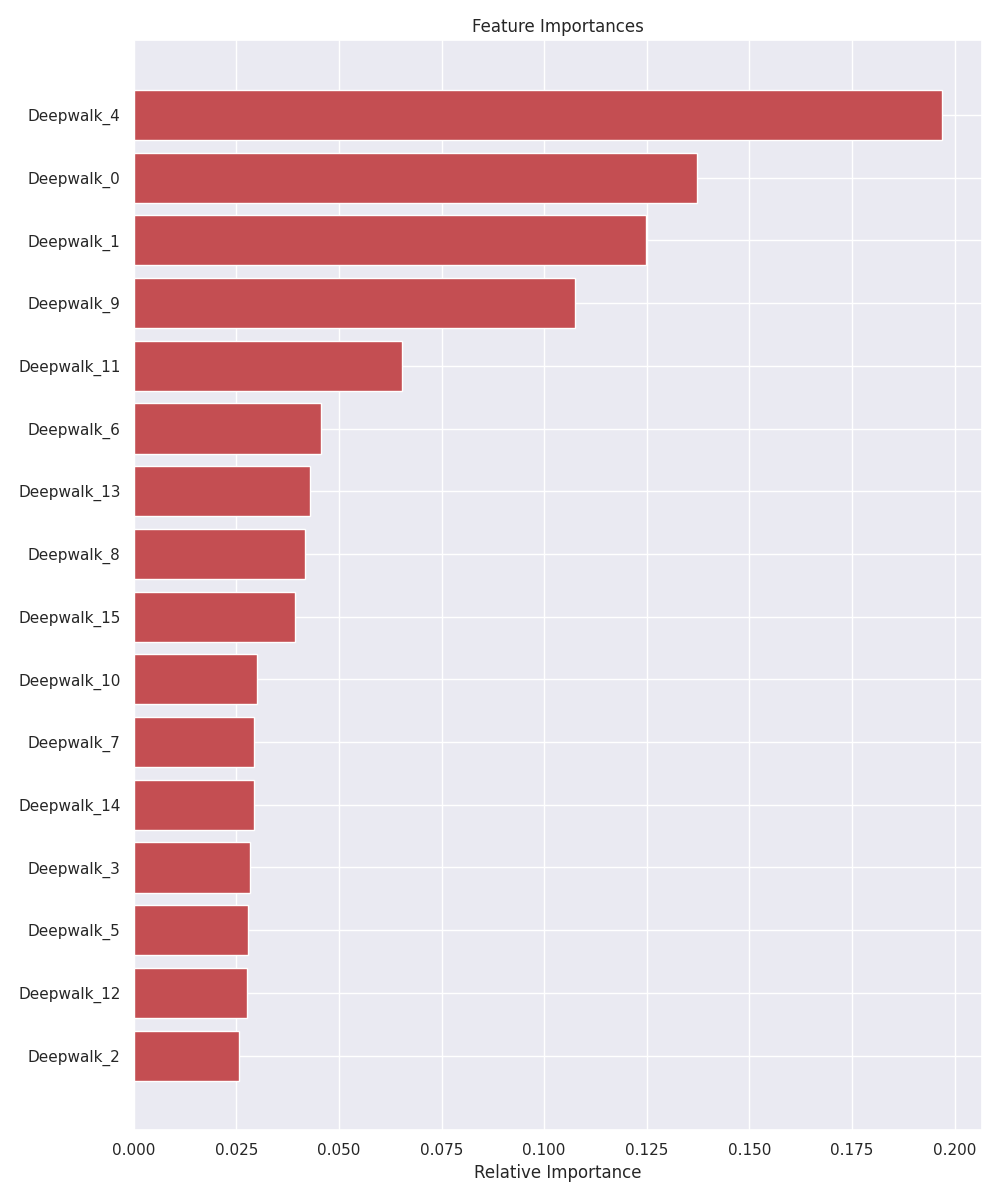 Feature Importances
Deepwalk_4
Deepwalk_0
Deepwalk_1
Deepwalk_9
Deepwalk_11
Deepwalk_6
Deepwalk_13
Deepwalk_8
Deepwalk_15
Deepwalk_10
Deepwalk_7
Deepwalk_14
Deepwalk_3
Deepwalk_5
Deepwalk_12
Deepwalk_2
0.000 0.025 0.050 0.075 0.100 0.125 0.150 0.175 0.200
Relative Importance